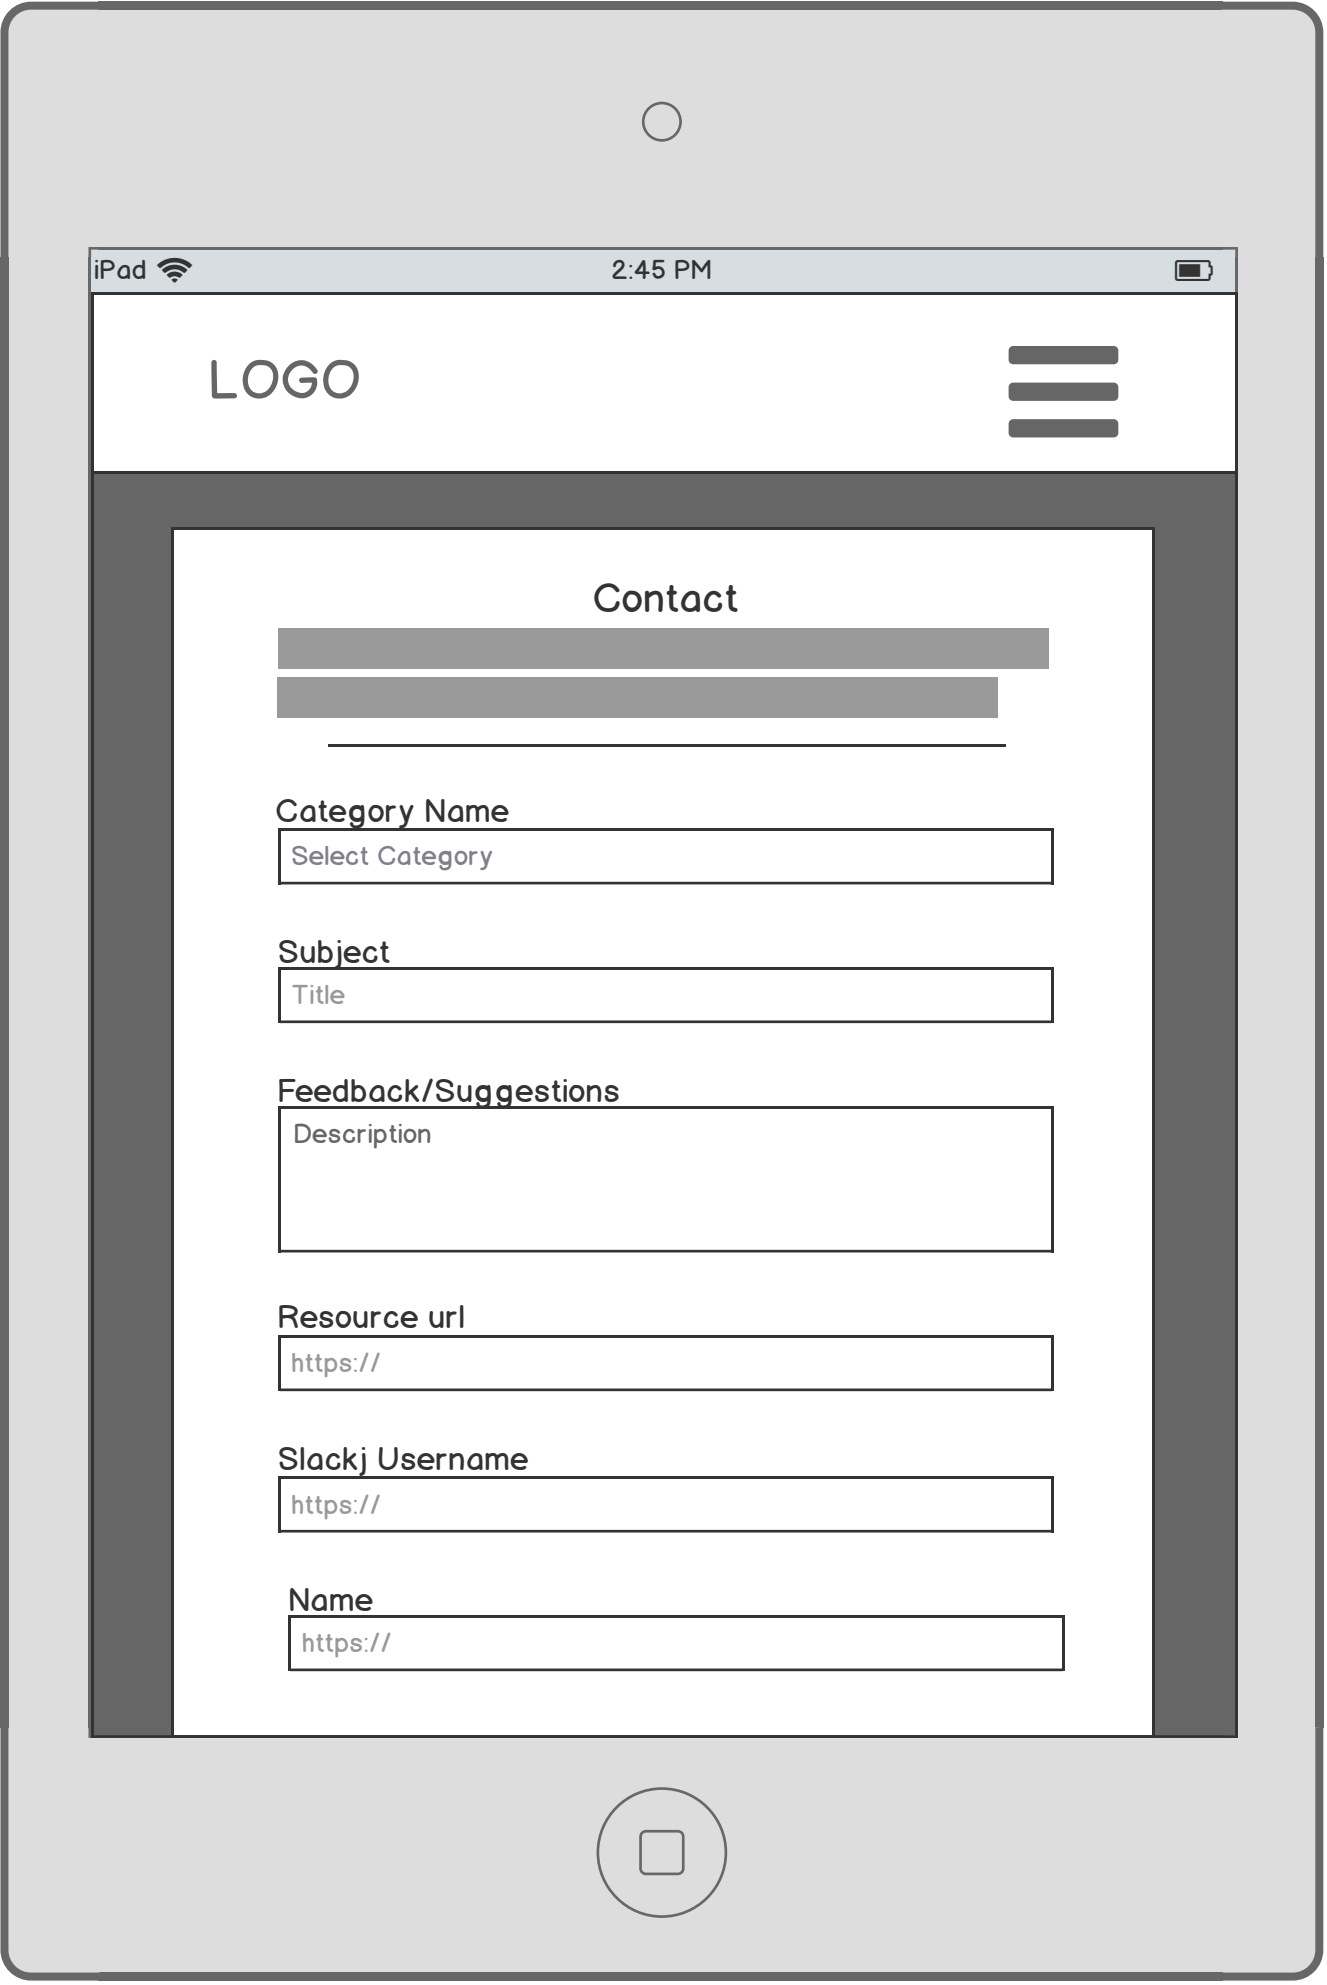 iPad 2:45 PM
LOGO
Contact
Category Name
Select Category
Subject
Title
Feedback/Suggestions
Description
Resource url
https://
Slackj Username
https://
Name
https://